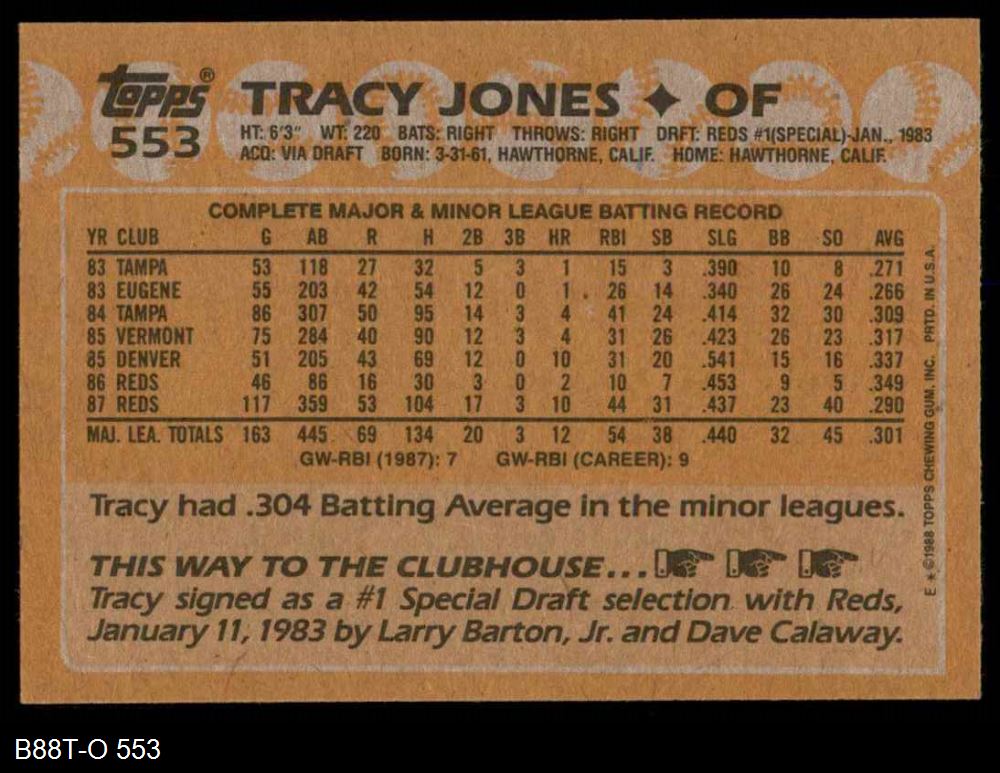 topps® TRACY JONES ✦ OF
553 HT: 6'3" WT: 220 BATS: RIGHT THROWS: RIGHT DRFT: REDS #1(SPECIAL)-JAN., 1983
ACQ: VIA DRAFT BORN: 3-31-61, HAWTHORNE, CALIF. HOME: HAWTHORNE, CALIF.
COMPLETE MAJOR & MINOR LEAGUE BATTING RECORD
YR CLUB G AB R H 2B 3B HR RBI SB SLG BB SO AVG
83 TAMPA 53 118 27 32 5 3 1 15 3 .390 10 8 .271
83 EUGENE 55 203 42 54 12 0 1 26 14 .340 26 24 .266
84 TAMPA 86 307 50 95 14 3 4 41 24 .414 32 30 .309
85 VERMONT 75 284 40 90 12 3 4 31 26 .423 26 23 .317
85 DENVER 51 205 43 69 12 0 10 31 20 .541 15 16 .337
86 REDS 46 86 16 30 3 0 2 10 7 .453 9 5 .349
87 REDS 117 359 53 104 17 3 10 44 31 .437 23 40 .290
MAJ. LEA. TOTALS 163 445 69 134 20 3 12 54 38 .440 32 45 .301
GW-RBI (1987): 7 GW-RBI (CAREER): 9
Tracy had .304 Batting Average in the minor leagues.
THIS WAY TO THE CLUBHOUSE...
Tracy signed as a #1 Special Draft selection with Reds,
January 11, 1983 by Larry Barton, Jr. and Dave Calaway.
E ★ ©1988 TOPPS CHEWING GUM, INC. PRTD. IN U.S.A.
B88T-O 553